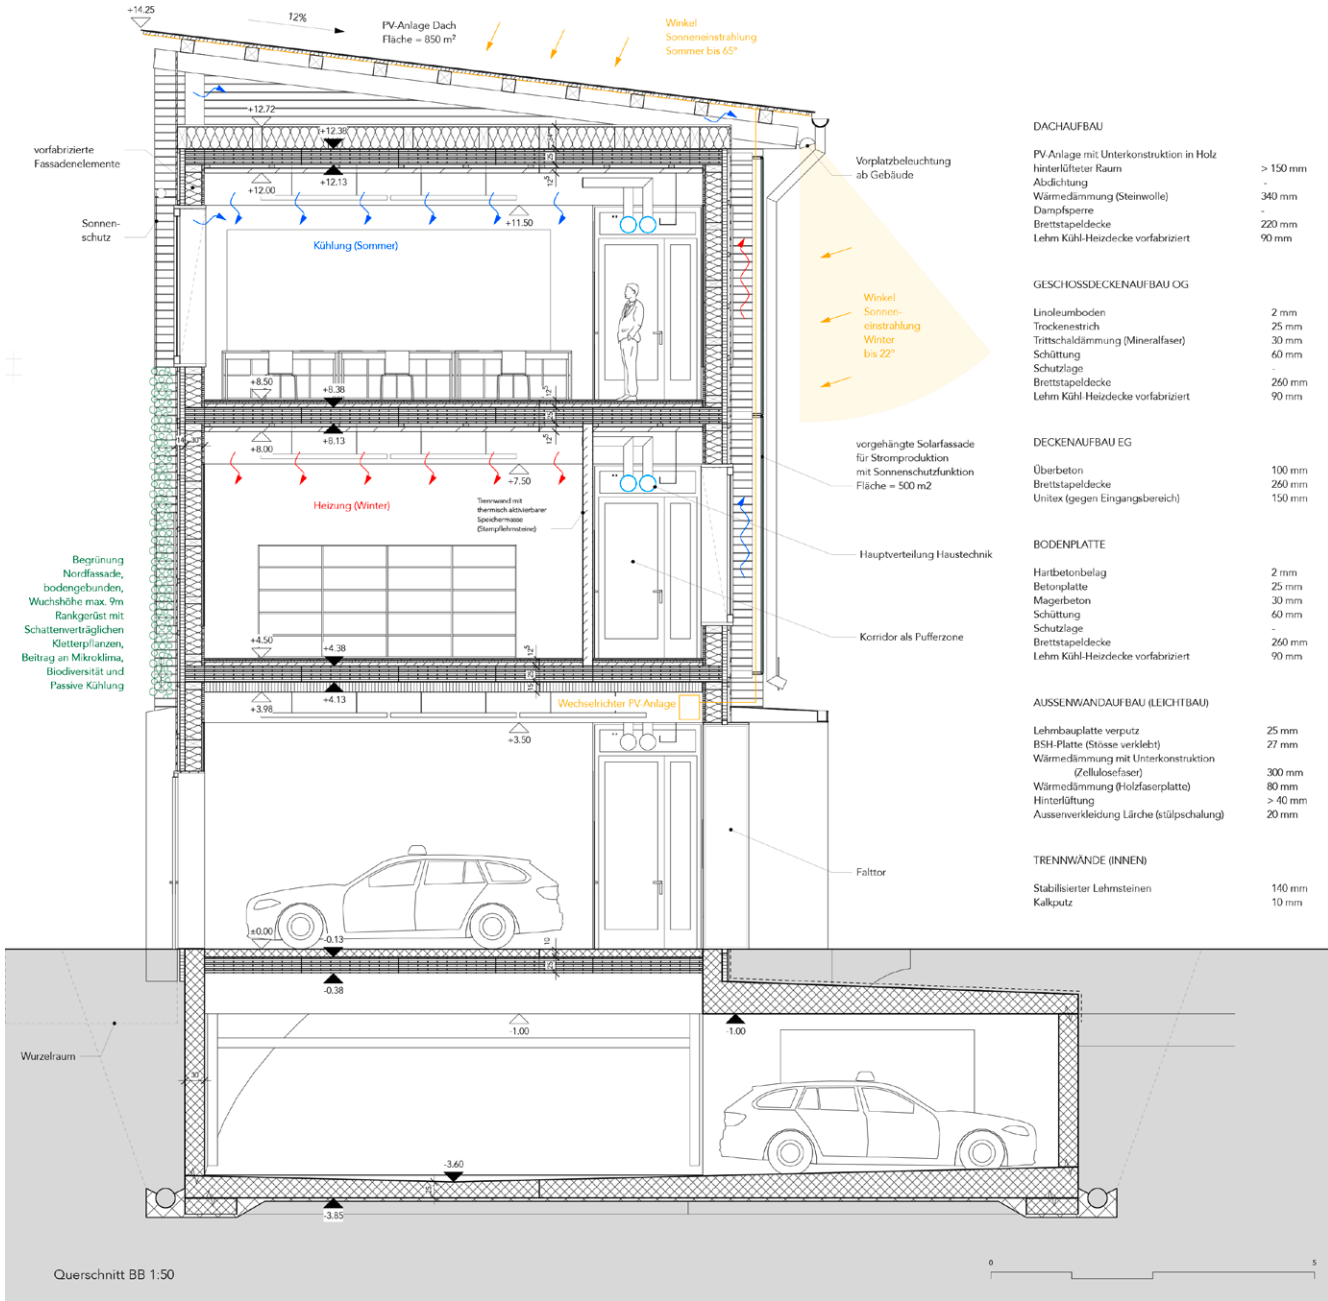 +14.25
12%
PV-Anlage Dach
Fläche = 850 m²
Winkel
Sonneneinstrahlung
Sommer bis 65°
+12.72
+12.38
vorfabrizierte
Fassadenelemente
+12.00
+12.13
12⁵
+11.50
Sonnen-
schutz
Kühlung (Sommer)
Vorplatzbeleuchtung
ab Gebäude
Winkel
Sonnen-
einstrahlung
Winter
bis 22°
+8.50
+8.38
12⁵
+8.00
+8.13
12⁵
+7.50
Heizung (Winter)
Trennwand mit
thermisch aktivierbarer
Speichermasse
(Stampflehmsteine)
vorgehängte Solarfassade
für Stromproduktion
mit Sonnenschutzfunktion
Fläche = 500 m2
Hauptverteilung Haustechnik
Korridor als Pufferzone
Begrünung
Nordfassade,
bodengebunden,
Wuchshöhe max. 9m
Rankgerüst mit
Schattenverträglichen
Kletterpflanzen,
Beitrag an Mikroklima,
Biodiversität und
Passive Kühlung
+4.50
+4.38
12⁵
+3.98
+4.13
15
+3.50
Wechselrichter PV-Anlage
Falttor
±0.00
-0.13
10
-0.38
-1.00
-1.00
Wurzelraum
30
-3.60
-3.85
Querschnitt BB 1:50
0
5
DACHAUFBAU
PV-Anlage mit Unterkonstruktion in Holz
hinterlüfteter Raum > 150 mm
Abdichtung -
Wärmedämmung (Steinwolle) 340 mm
Dampfsperre -
Brettstapeldecke 220 mm
Lehm Kühl-Heizdecke vorfabriziert 90 mm
GESCHOSSDECKENAUFBAU OG
Linoleumboden 2 mm
Trockenestrich 25 mm
Trittschaldämmung (Mineralfaser) 30 mm
Schüttung 60 mm
Schutzlage -
Brettstapeldecke 260 mm
Lehm Kühl-Heizdecke vorfabriziert 90 mm
DECKENAUFBAU EG
Überbeton 100 mm
Brettstapeldecke 260 mm
Unitex (gegen Eingangsbereich) 150 mm
BODENPLATTE
Hartbetonbelag 2 mm
Betonplatte 25 mm
Magerbeton 30 mm
Schüttung 60 mm
Schutzlage -
Brettstapeldecke 260 mm
Lehm Kühl-Heizdecke vorfabriziert 90 mm
AUSSENWANDAUFBAU (LEICHTBAU)
Lehmbauplatte verputz 25 mm
BSH-Platte (Stösse verklebt) 27 mm
Wärmedämmung mit Unterkonstruktion
(Zellulosefaser) 300 mm
Wärmedämmung (Holzfaserplatte) 80 mm
Hinterlüftung > 40 mm
Aussenverkleidung Lärche (stülpschalung) 20 mm
TRENNWÄNDE (INNEN)
Stabilisierter Lehmsteinen 140 mm
Kalkputz 10 mm